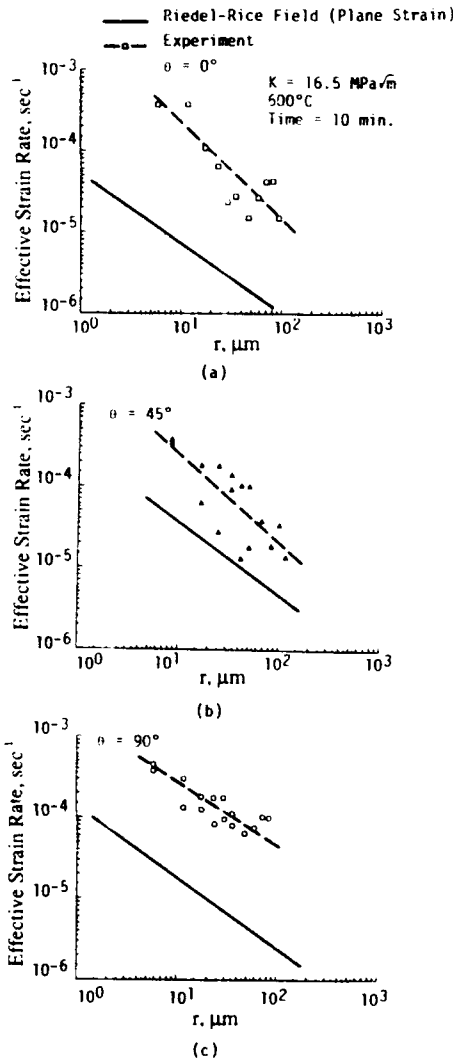 Riedel-Rice Field (Plane Strain)
Experiment
θ = 0°
K = 16.5 MPa√m
600°C
Time = 10 min.
Effective Strain Rate, sec⁻¹
10⁻³
10⁻⁴
10⁻⁵
10⁻⁶
10⁰ 10¹ 10² 10³
r, μm
(a)
θ = 45°
Effective Strain Rate, sec⁻¹
10⁻³
10⁻⁴
10⁻⁵
10⁻⁶
10⁰ 10¹ 10² 10³
r, μm
(b)
θ = 90°
Effective Strain Rate, sec⁻¹
10⁻³
10⁻⁴
10⁻⁵
10⁻⁶
10⁰ 10¹ 10² 10³
r, μm
(c)